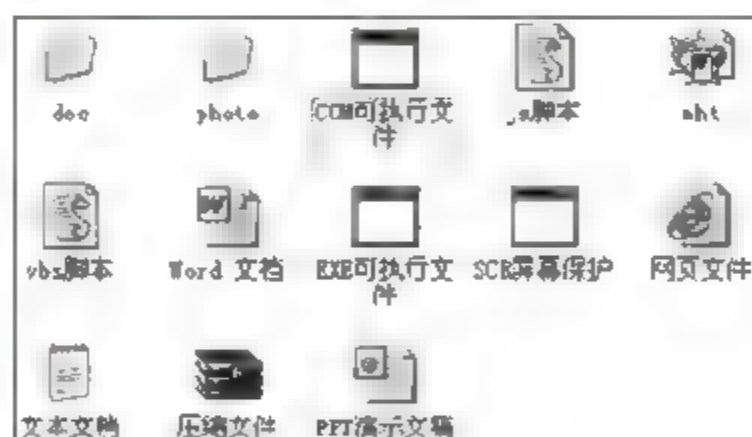 doc
photo
COM可执行文件
js脚本
mht
vbs脚本
Word 文档
EXE可执行文件
SCR屏幕保护
网页文件
文本文档
压缩文件
PPT演示文稿